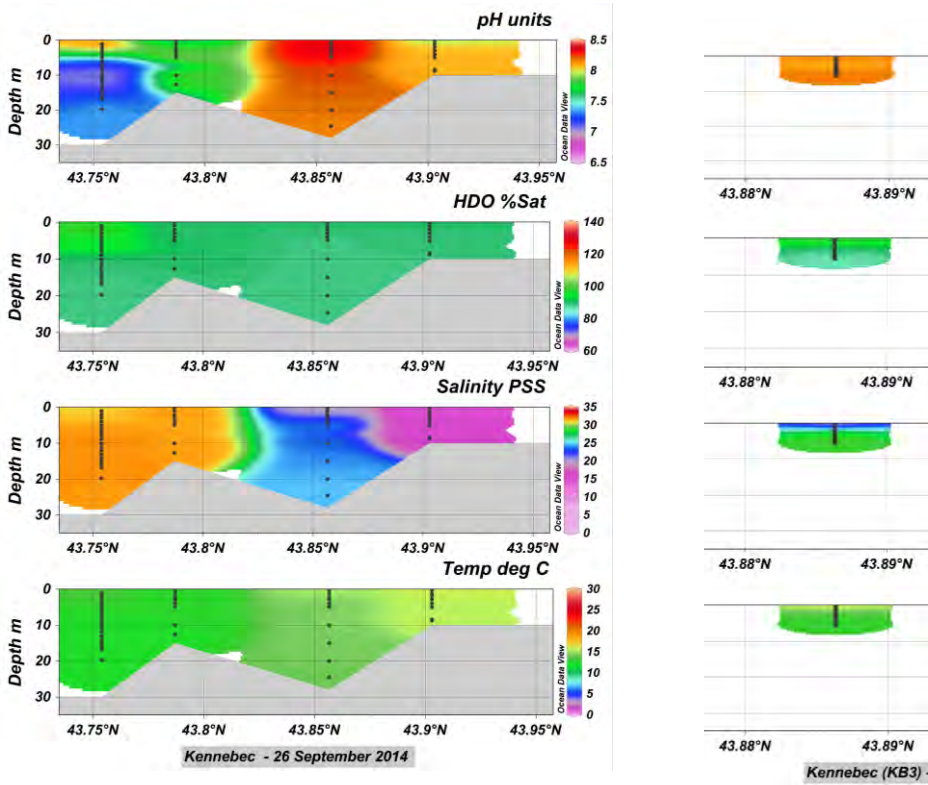 pH units
0
10
20
30
Depth m
43.75°N 43.8°N 43.85°N 43.9°N 43.95°N
8.5
8
7.5
7
6.5
Ocean Data View
HDO %Sat
0
10
20
30
Depth m
43.75°N 43.8°N 43.85°N 43.9°N 43.95°N
140
120
100
80
60
Ocean Data View
Salinity PSS
0
10
20
30
Depth m
43.75°N 43.8°N 43.85°N 43.9°N 43.95°N
35
30
25
20
15
10
5
0
Ocean Data View
Temp deg C
0
10
20
30
Depth m
43.75°N 43.8°N 43.85°N 43.9°N 43.95°N
30
25
20
15
10
5
0
Ocean Data View
Kennebec - 26 September 2014
43.88°N 43.89°N
43.88°N 43.89°N
43.88°N 43.89°N
43.88°N 43.89°N
Kennebec (KB3) -